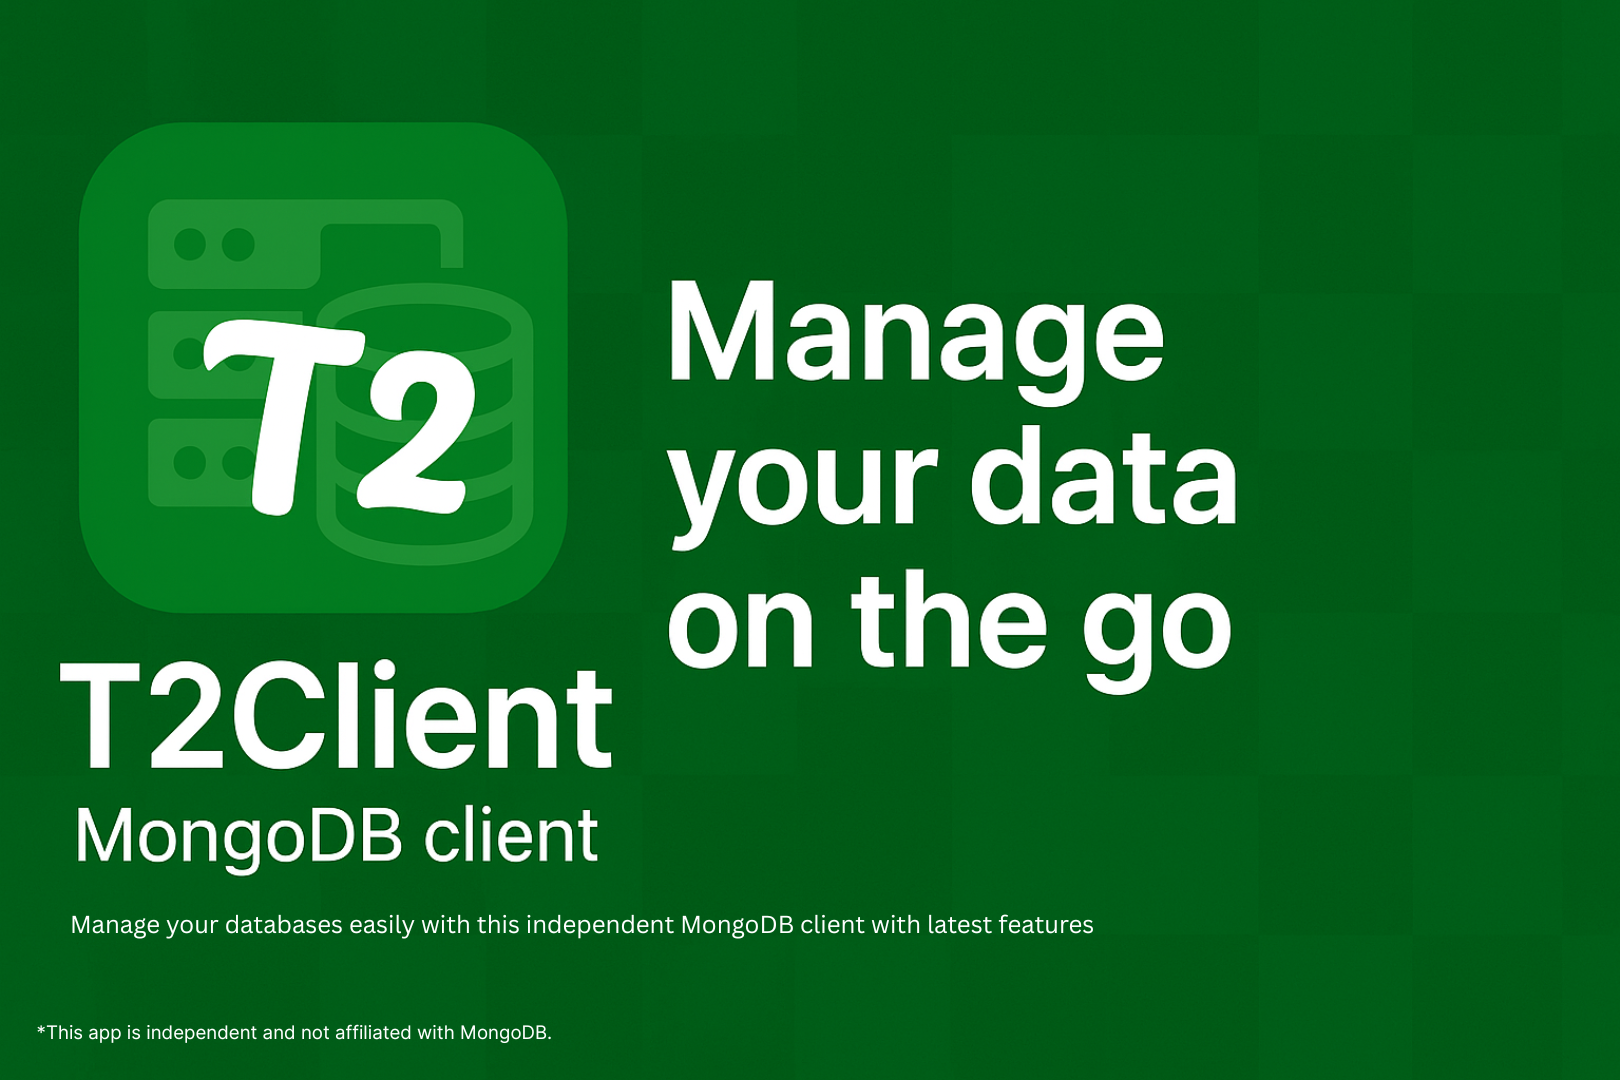 T2
T2Client
MongoDB client
Manage
your data
on the go
Manage your databases easily with this independent MongoDB client with latest features
*This app is independent and not affiliated with MongoDB.